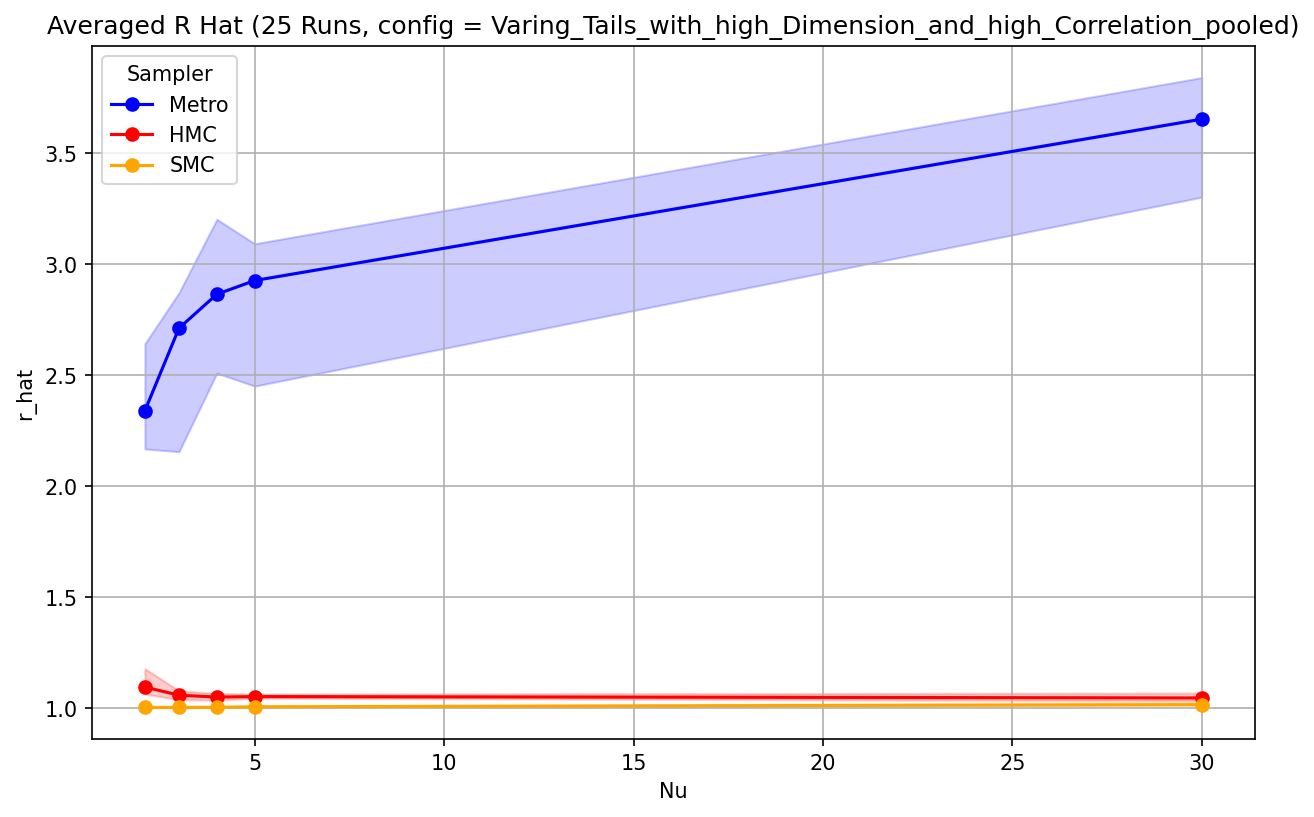 Averaged R Hat (25 Runs, config = Varing_Tails_with_high_Dimension_and_high_Correlation_pooled)
Sampler
Metro
HMC
SMC
r_hat
3.5
3.0
2.5
2.0
1.5
1.0
5 10 15 20 25 30
Nu